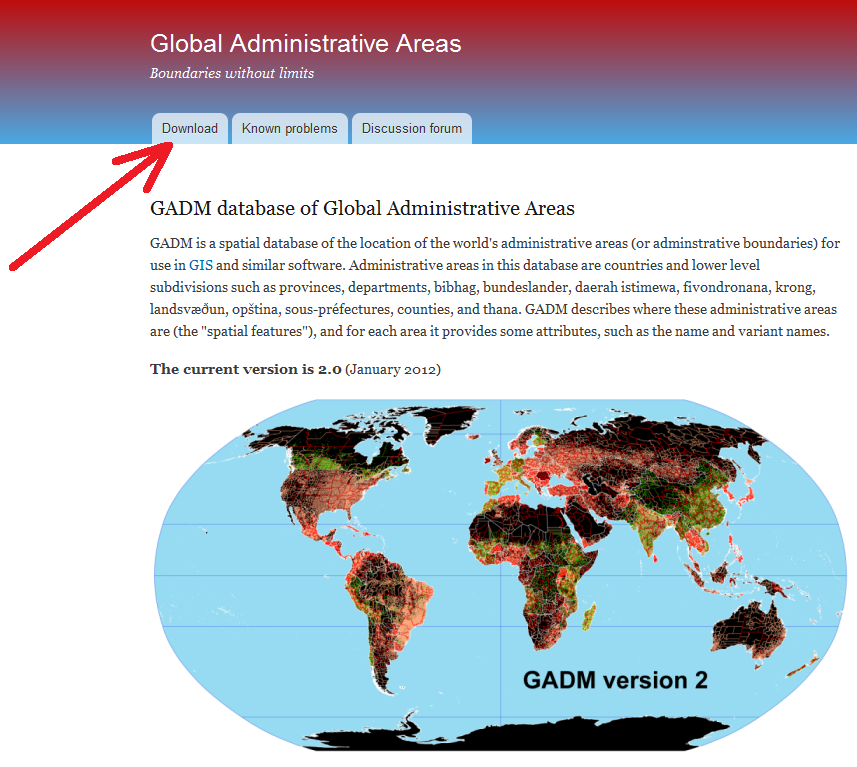 Global Administrative Areas
Boundaries without limits
Download
Known problems
Discussion forum
GADM database of Global Administrative Areas
GADM is a spatial database of the location of the world's administrative areas (or adminstrative boundaries) for
use in GIS and similar software. Administrative areas in this database are countries and lower level
subdivisions such as provinces, departments, bibhag, bundeslander, daerah istimewa, fivondronana, krong,
landsvæðun, opština, sous-préfectures, counties, and thana. GADM describes where these administrative areas
are (the "spatial features"), and for each area it provides some attributes, such as the name and variant names.
The current version is 2.0 (January 2012)
GADM version 2